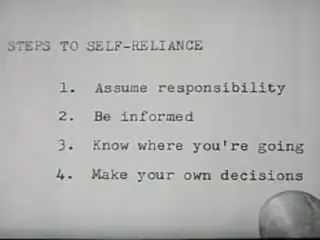 STEPS TO SELF-RELIANCE
1. Assume responsibility
2. Be informed
3. Know where you're going
4. Make your own decisions